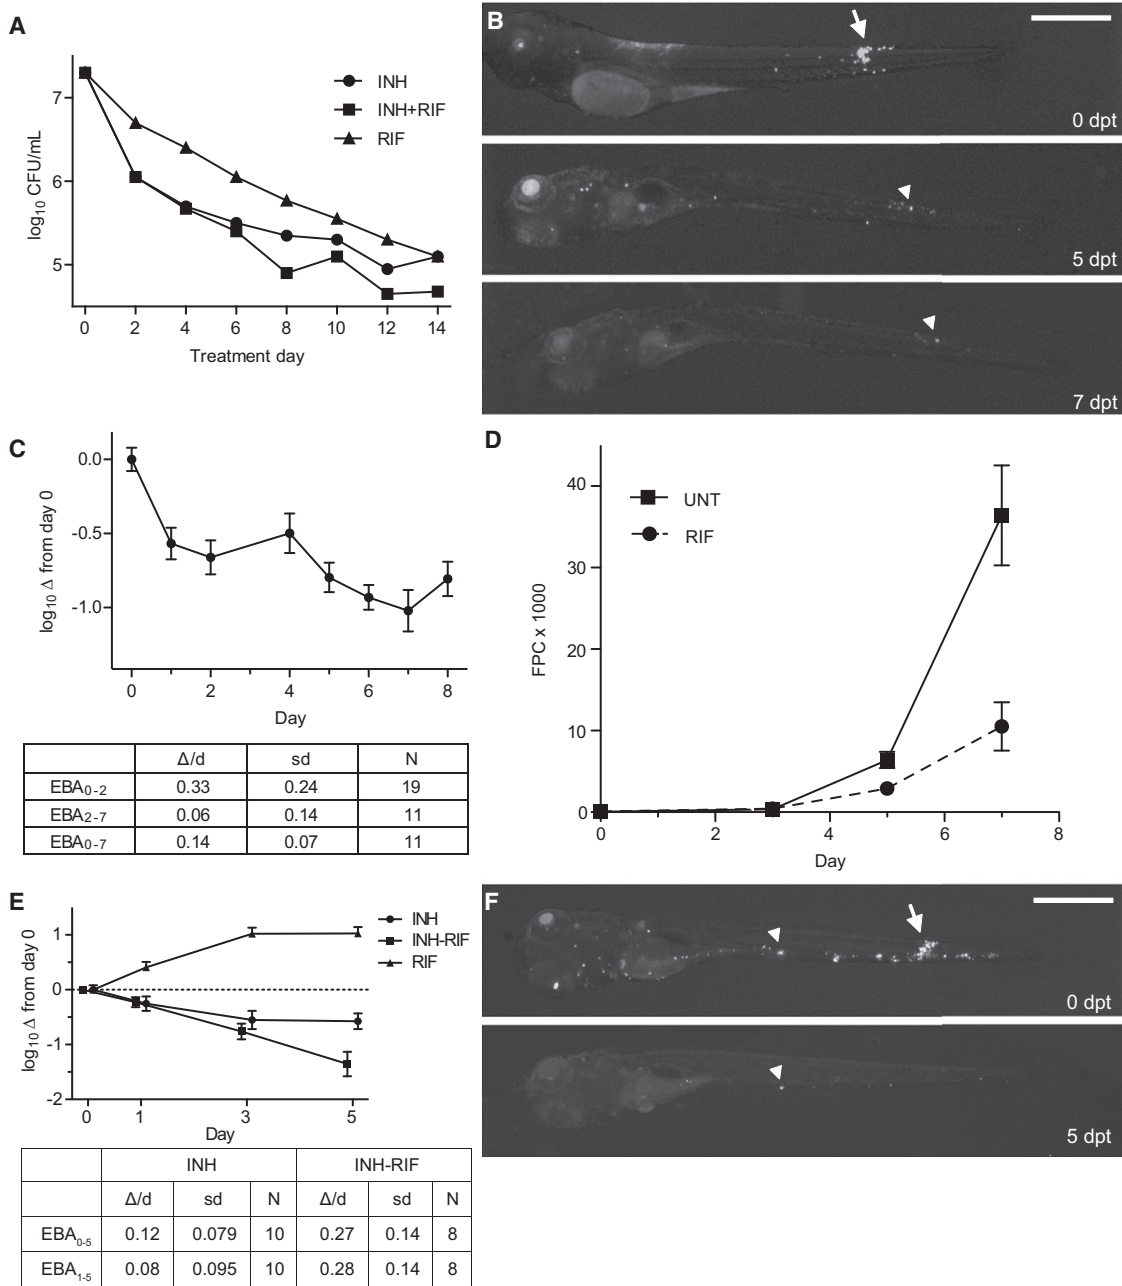 A
7
6
5
log10 CFU/mL
INH
INH+RIF
RIF
0 2 4 6 8 10 12 14
Treatment day
B
0 dpt
5 dpt
7 dpt
C
0.0
-0.5
-1.0
log10 Δ from day 0
0 2 4 6 8
Day
Δ/d sd N
EBA0-2 0.33 0.24 19
EBA2-7 0.06 0.14 11
EBA0-7 0.14 0.07 11
D
40
30
20
10
0
FPC x 1000
UNT
RIF
0 2 4 6 8
Day
E
1
0
-1
-2
log10 Δ from day 0
INH
INH-RIF
RIF
0 1 3 5
Day
INH INH-RIF
Δ/d sd N Δ/d sd N
EBA0-5 0.12 0.079 10 0.27 0.14 8
EBA1-5 0.08 0.095 10 0.28 0.14 8
F
0 dpt
5 dpt